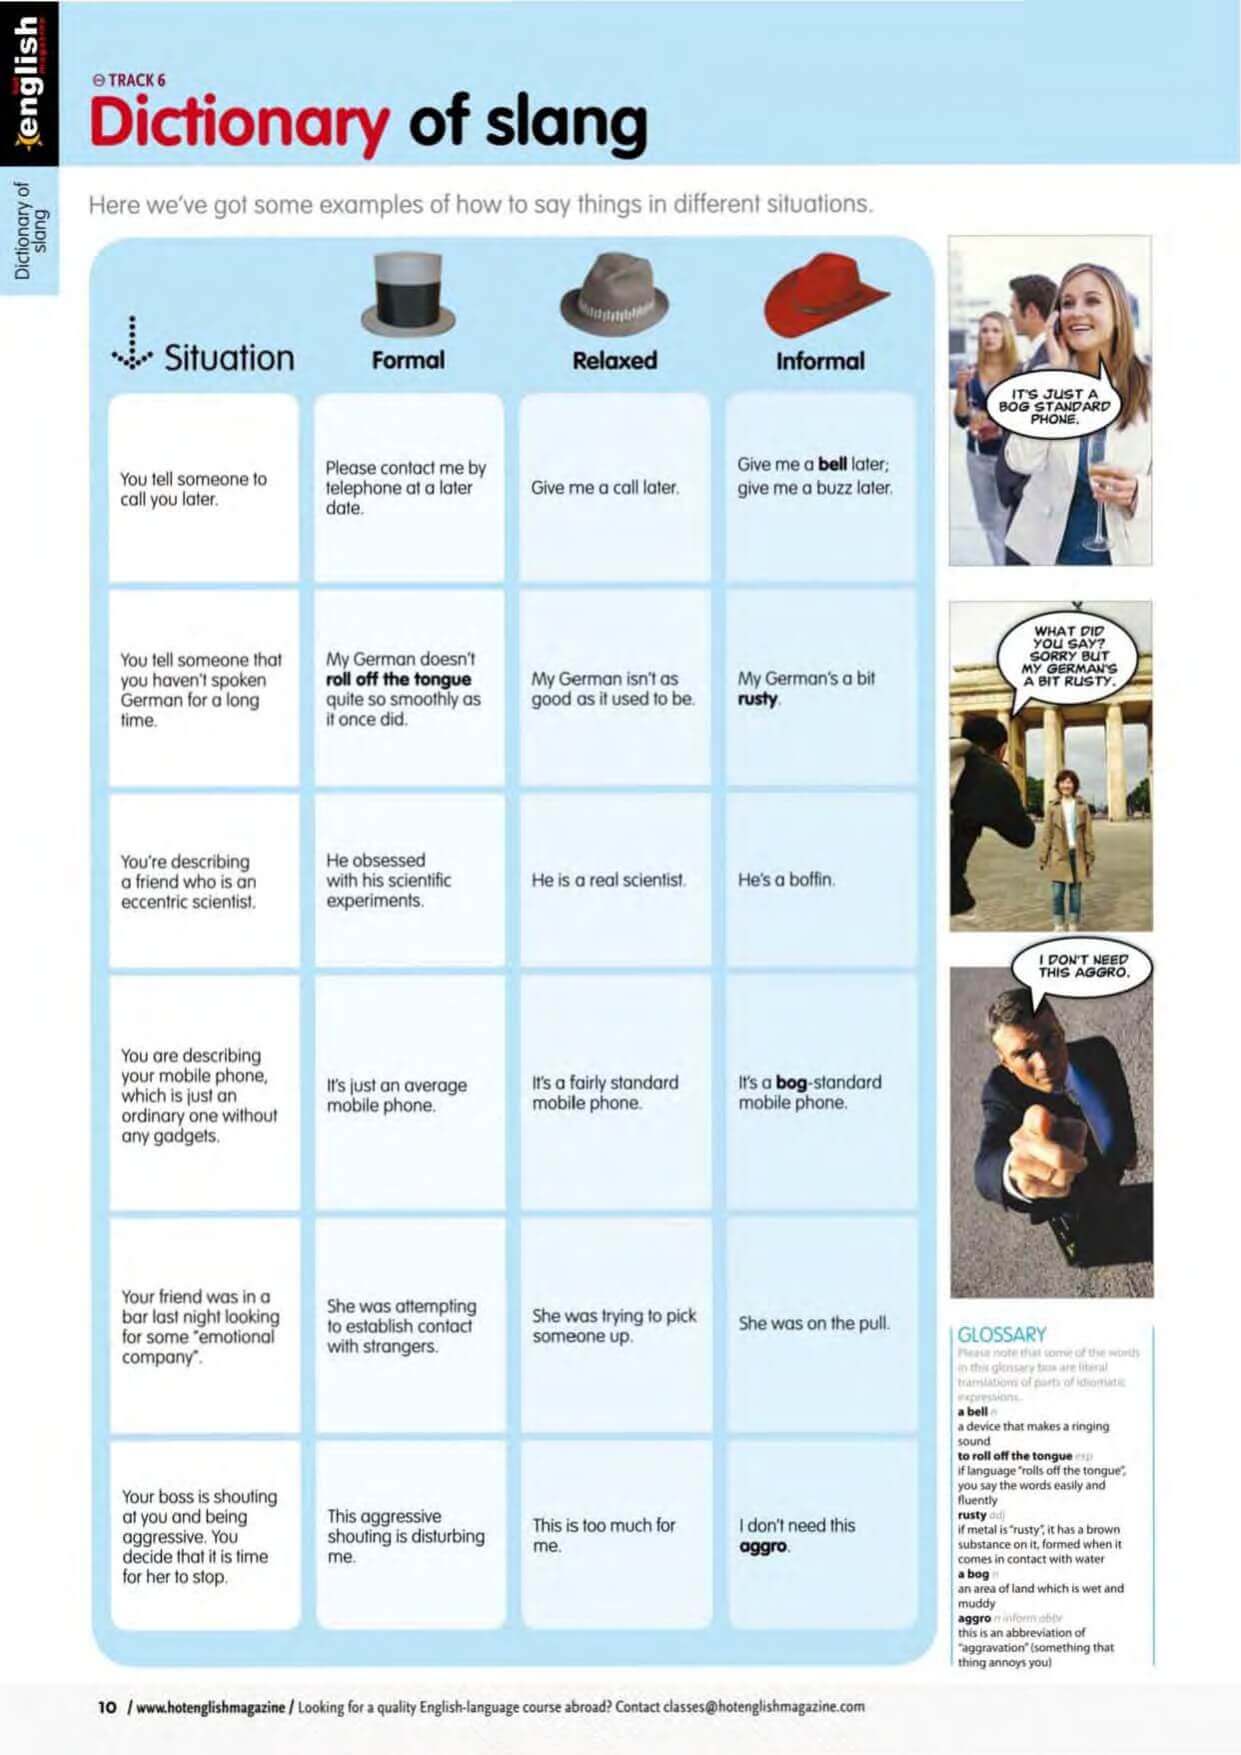 hot
english
magazine
Dictionary of
slang
TRACK 6
Dictionary of slang
Here we've got some examples of how to say things in different situations.
Situation
Formal
Relaxed
Informal
You tell someone to
call you later.
Please contact me by
telephone at a later
date.
Give me a call later.
Give me a bell later;
give me a buzz later.
You tell someone that
you haven't spoken
German for a long
time.
My German doesn't
roll off the tongue
quite so smoothly as
it once did.
My German isn't as
good as it used to be.
My German's a bit
rusty.
You're describing
a friend who is an
eccentric scientist.
He obsessed
with his scientific
experiments.
He is a real scientist.
He's a boffin.
You are describing
your mobile phone,
which is just an
ordinary one without
any gadgets.
It's just an average
mobile phone.
It's a fairly standard
mobile phone.
It's a bog-standard
mobile phone.
Your friend was in a
bar last night looking
for some "emotional
company".
She was attempting
to establish contact
with strangers.
She was trying to pick
someone up.
She was on the pull.
Your boss is shouting
at you and being
aggressive. You
decide that it is time
for her to stop.
This aggressive
shouting is disturbing
me.
This is too much for
me.
I don't need this
aggro.
IT'S JUST A
BOG STANDARD
PHONE.
WHAT DID
YOU SAY?
SORRY BUT
MY GERMAN'S
A BIT RUSTY.
I DON'T NEED
THIS AGGRO.
GLOSSARY
Please note that some of the words
in this glossary box are literal
translations of parts of idiomatic
expressions.
a bell n
a device that makes a ringing
sound
to roll off the tongue exp
if language "rolls off the tongue",
you say the words easily and
fluently
rusty adj
if metal is "rusty", it has a brown
substance on it, formed when it
comes in contact with water
a bog n
an area of land which is wet and
muddy
aggro n inform abbr
this is an abbreviation of
"aggravation" (something that
thing annoys you)
10 / www.hotenglishmagazine / Looking for a quality English-language course abroad? Contact classes@hotenglishmagazine.com